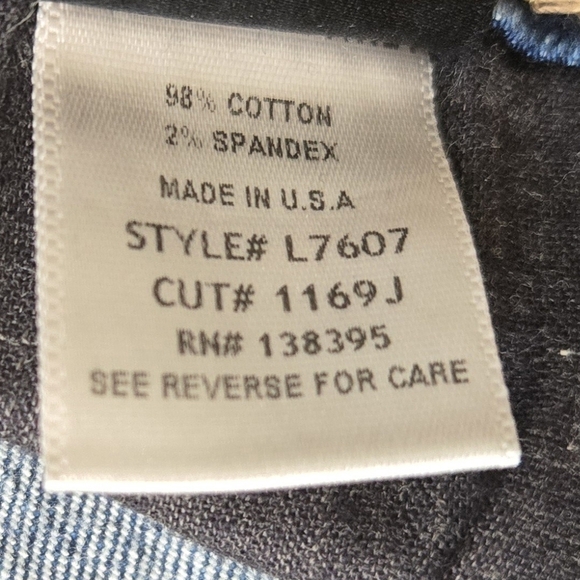 98% COTTON
2% SPANDEX
MADE IN U.S.A
STYLE# L7607
CUT# 1169J
RN# 138395
SEE REVERSE FOR CARE